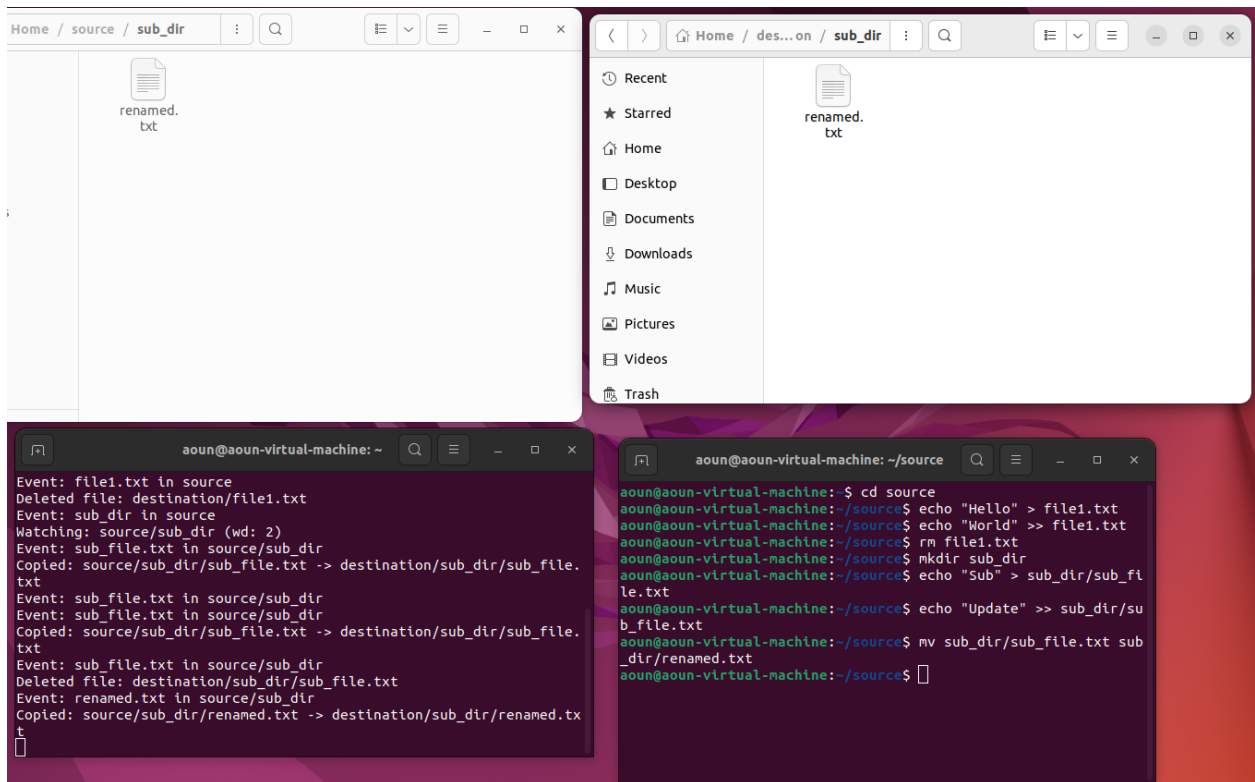 Home / source / sub_dir
renamed.
txt
s
Home / des...on / sub_dir
Recent
Starred
Home
Desktop
Documents
Downloads
Music
Pictures
Videos
Trash
renamed.
txt
aoun@aoun-virtual-machine: ~
Event: file1.txt in source
Deleted file: destination/file1.txt
Event: sub_dir in source
Watching: source/sub_dir (wd: 2)
Event: sub_file.txt in source/sub_dir
Copied: source/sub_dir/sub_file.txt -> destination/sub_dir/sub_file.
txt
Event: sub_file.txt in source/sub_dir
Event: sub_file.txt in source/sub_dir
Copied: source/sub_dir/sub_file.txt -> destination/sub_dir/sub_file.
txt
Event: sub_file.txt in source/sub_dir
Deleted file: destination/sub_dir/sub_file.txt
Event: renamed.txt in source/sub_dir
Copied: source/sub_dir/renamed.txt -> destination/sub_dir/renamed.tx
t
aoun@aoun-virtual-machine: ~/source
aoun@aoun-virtual-machine:~$ cd source
aoun@aoun-virtual-machine:~/source$ echo "Hello" > file1.txt
aoun@aoun-virtual-machine:~/source$ echo "World" >> file1.txt
aoun@aoun-virtual-machine:~/source$ rm file1.txt
aoun@aoun-virtual-machine:~/source$ mkdir sub_dir
aoun@aoun-virtual-machine:~/source$ echo "Sub" > sub_dir/sub_fi
le.txt
aoun@aoun-virtual-machine:~/source$ echo "Update" >> sub_dir/su
b_file.txt
aoun@aoun-virtual-machine:~/source$ mv sub_dir/sub_file.txt sub
_dir/renamed.txt
aoun@aoun-virtual-machine:~/source$